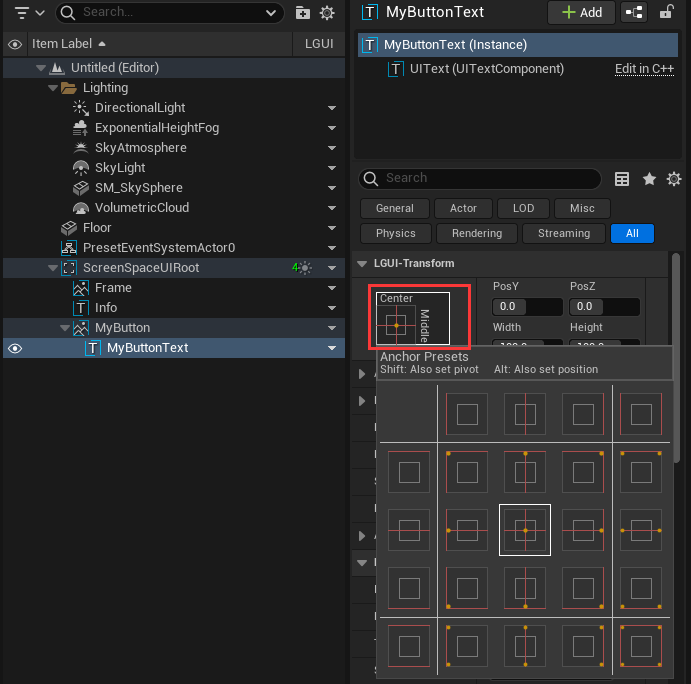 Search...
Item Label
LGUI
Untitled (Editor)
Lighting
DirectionalLight
ExponentialHeightFog
SkyAtmosphere
SkyLight
SM_SkySphere
VolumetricCloud
Floor
PresetEventSystemActor0
ScreenSpaceUIRoot
4
Frame
Info
MyButton
MyButtonText
MyButtonText
Add
MyButtonText (Instance)
UIText (UITextComponent)
Edit in C++
Search
General
Actor
LOD
Misc
Physics
Rendering
Streaming
All
LGUI-Transform
Center
Middle
PosY
PosZ
0.0
0.0
Width
Height
Anchor Presets
Shift: Also set pivot
Alt: Also set position